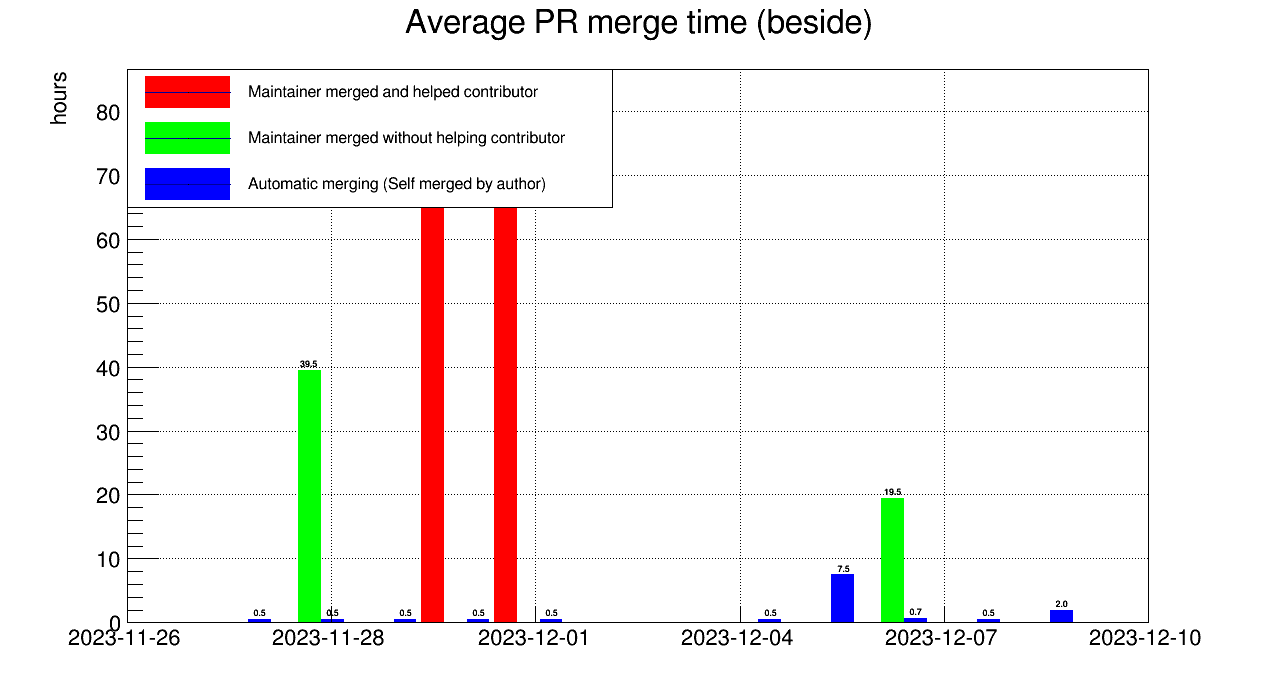 Average PR merge time (beside)
hours
Maintainer merged and helped contributor
Maintainer merged without helping contributor
Automatic merging (Self merged by author)
80
70
60
50
40
30
20
10
0
39.5
19.5
7.5
2.0
0.5 0.5 0.5 0.5 0.5 0.5 0.7 0.5
2023-11-26 2023-11-28 2023-12-01 2023-12-04 2023-12-07 2023-12-10